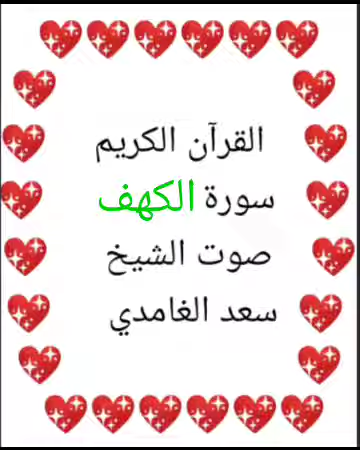 القرآن الكريم
سورة الكهف
صوت الشيخ
سعد الغامدي